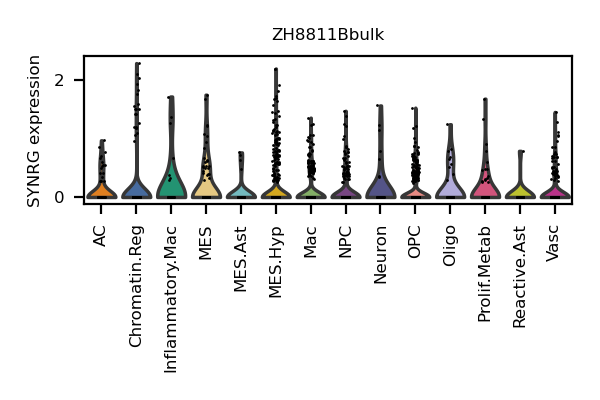 ZH8811Bbulk
SYNRG expression
2
0
AC
Chromatin.Reg
Inflammatory.Mac
MES
MES.Ast
MES.Hyp
Mac
NPC
Neuron
OPC
Oligo
Prolif.Metab
Reactive.Ast
Vasc